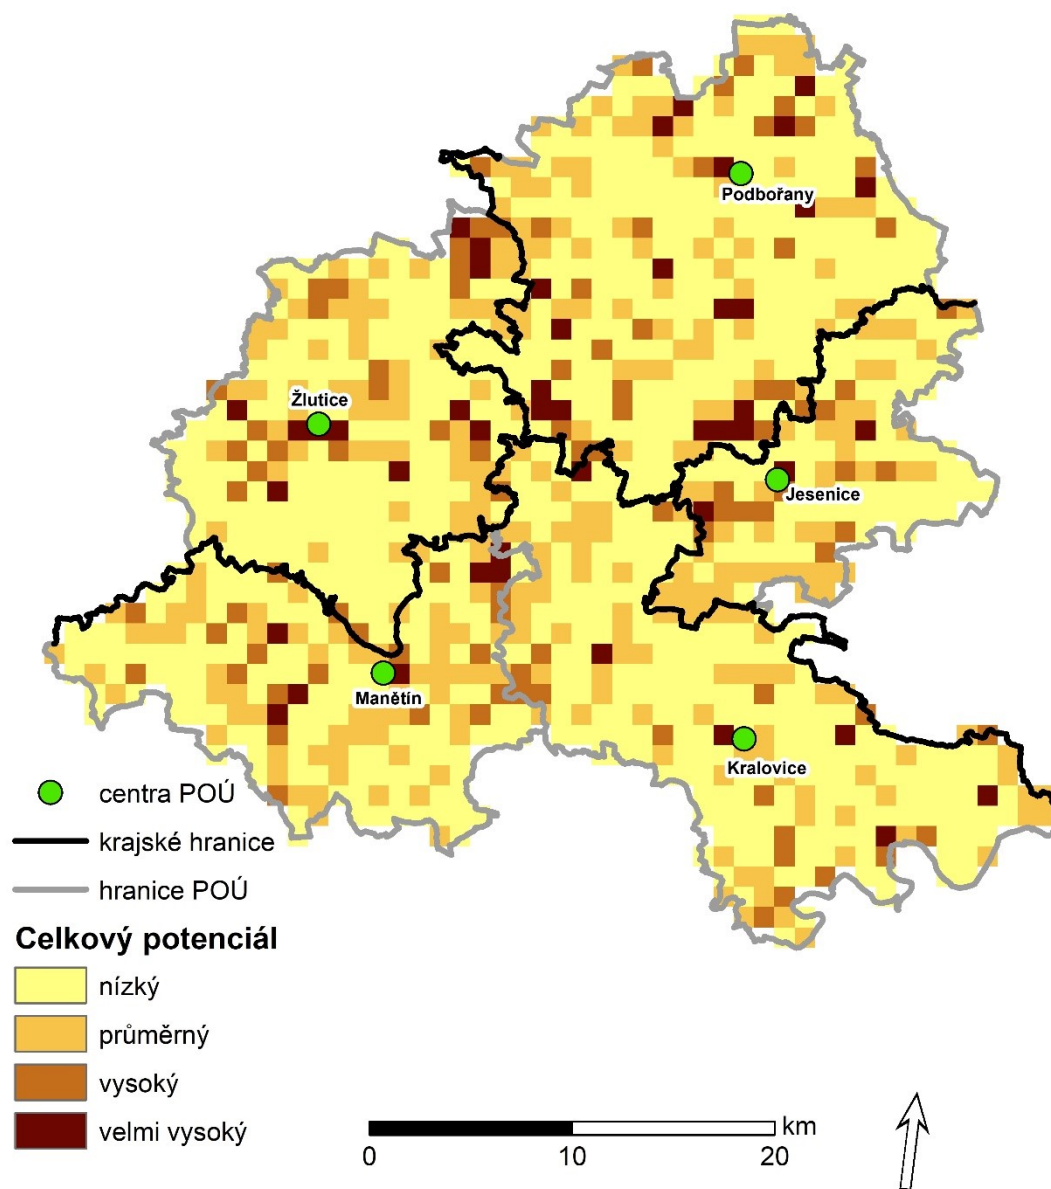 Podbořany
Žlutice
Jesenice
Manětín
Kralovice
centra POÚ
krajské hranice
hranice POÚ
Celkový potenciál
nízký
průměrný
vysoký
velmi vysoký
km
0 10 20